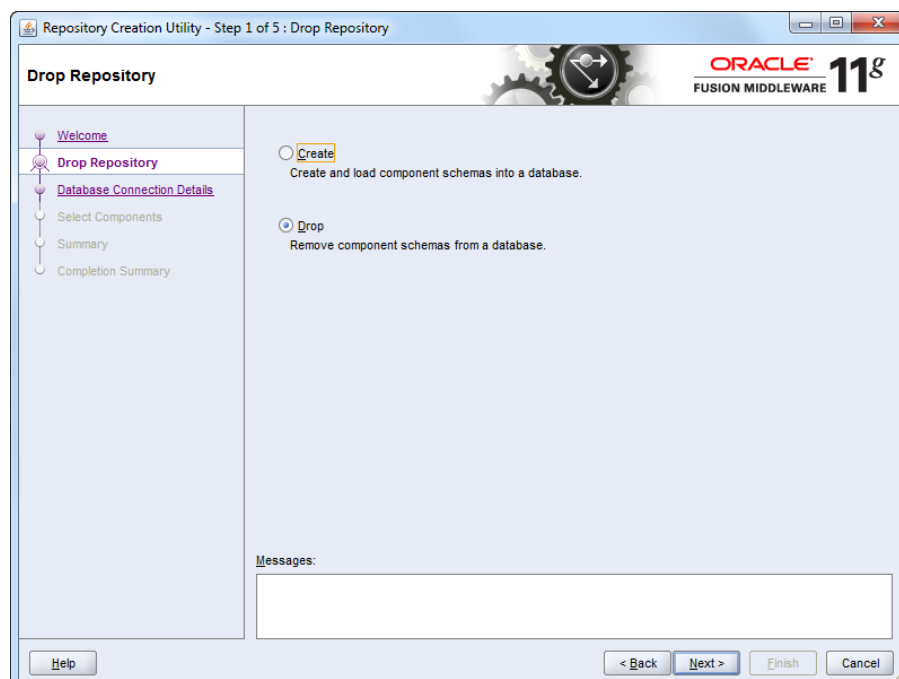 Repository Creation Utility - Step 1 of 5 : Drop Repository
Drop Repository
ORACLE
FUSION MIDDLEWARE
11g
Welcome
Drop Repository
Database Connection Details
Select Components
Summary
Completion Summary
Create
Create and load component schemas into a database.
Drop
Remove component schemas from a database.
Messages:
Help
< Back
Next >
Finish
Cancel